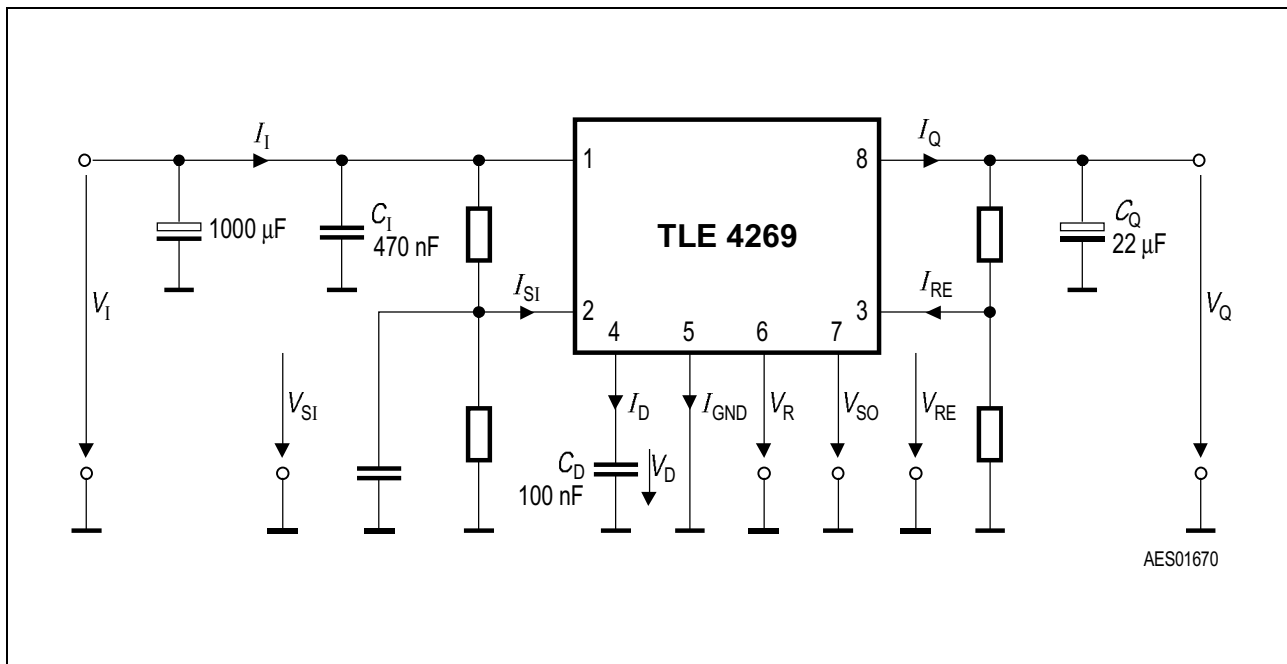 I_I
I_Q
1
8
1000 μF
C_I
470 nF
TLE 4269
C_Q
22 μF
V_I
I_SI
2
3
I_RE
V_Q
4
5
6
7
V_SI
I_D
I_GND
V_R
V_SO
V_RE
C_D
100 nF
V_D
AES01670